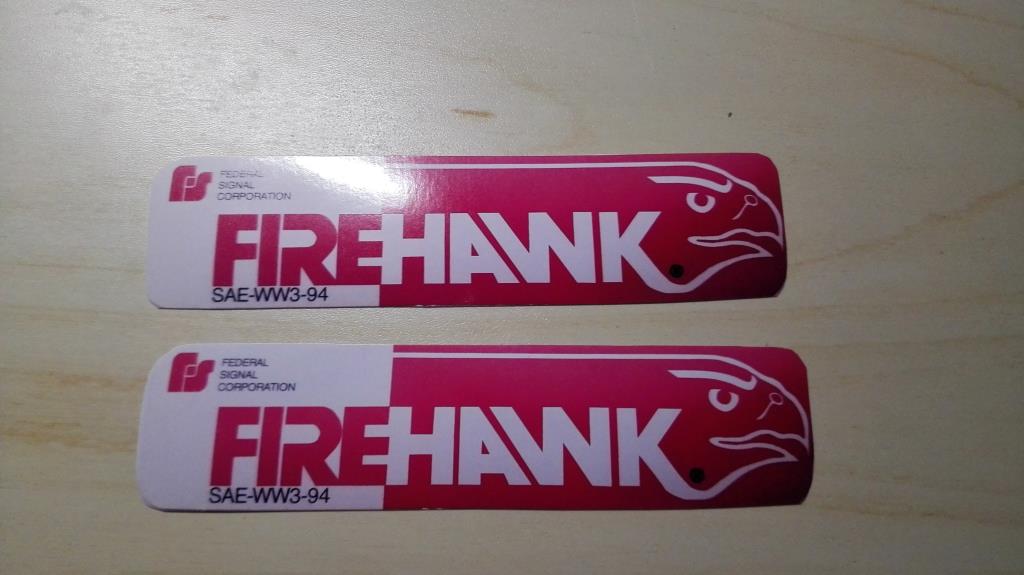 FEDERAL
SIGNAL
CORPORATION
FIREHAWK
SAE-WW3-94
FEDERAL
SIGNAL
CORPORATION
FIREHAWK
SAE-WW3-94